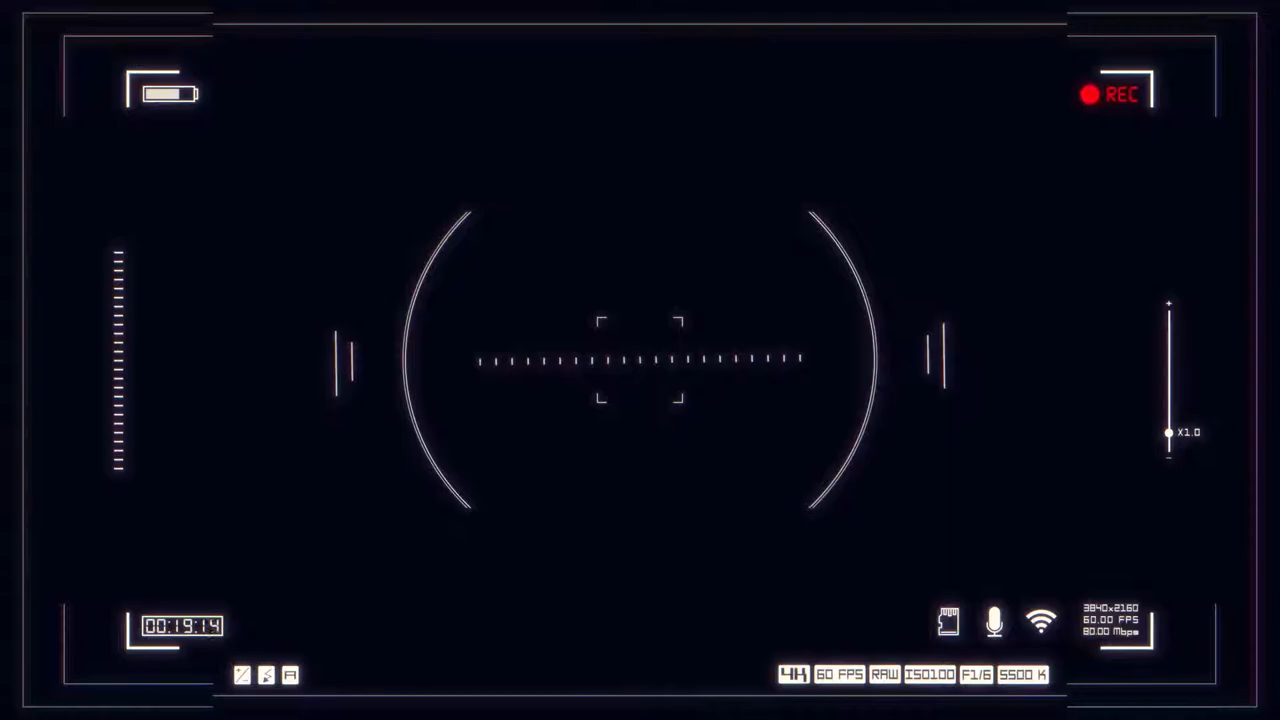 REC
+
X1.0
-
00:19:14
3840x2160
60.00 FPS
80.00 Mbps
A
4K 60 FPS RAW ISO100 F1/6 5500 K